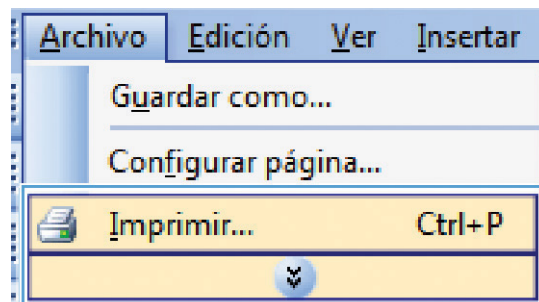 Archivo Edición Ver Insertar
Guardar como...
Configurar página...
Imprimir... Ctrl+P